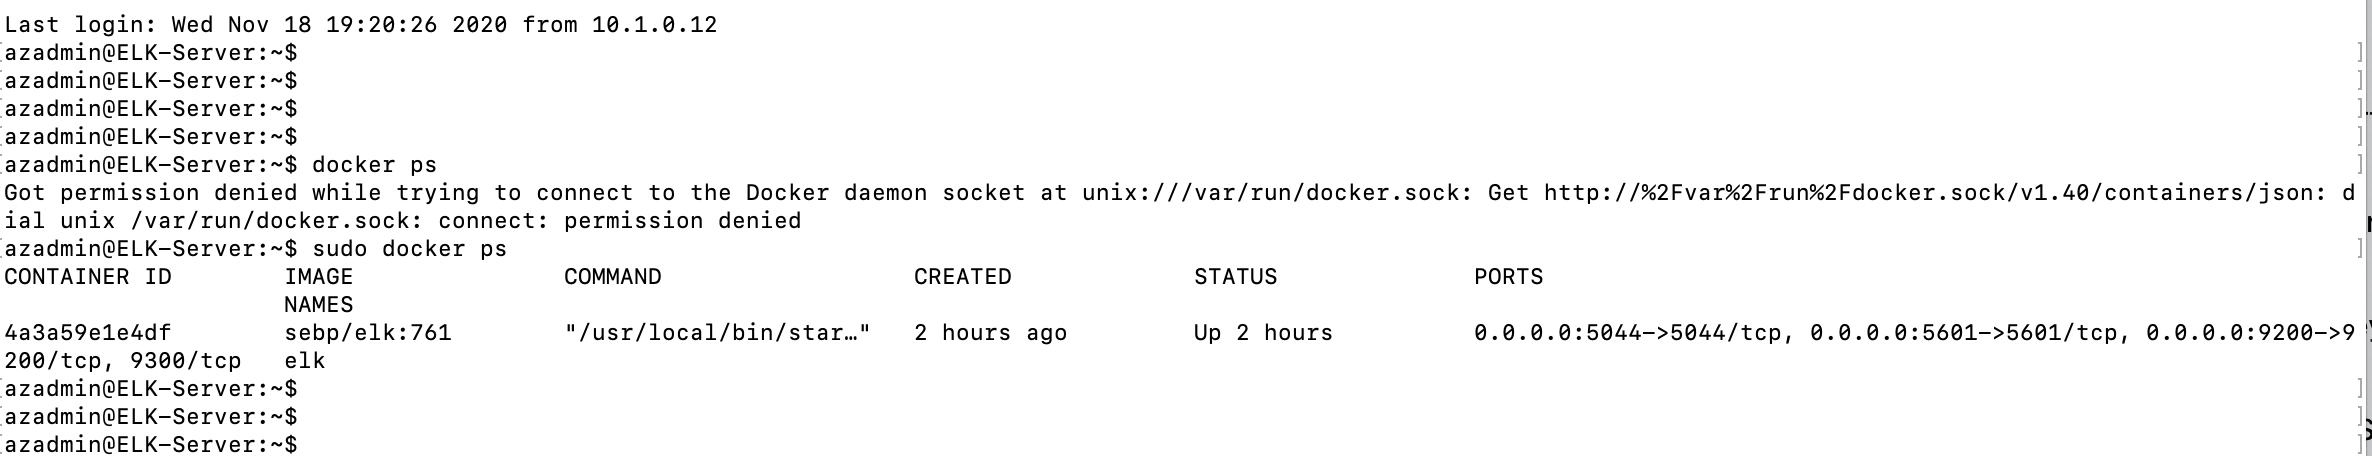 Last login: Wed Nov 18 19:20:26 2020 from 10.1.0.12
[azadmin@ELK-Server:~$ ]
[azadmin@ELK-Server:~$ ]
[azadmin@ELK-Server:~$ ]
[azadmin@ELK-Server:~$ ]
[azadmin@ELK-Server:~$ docker ps ]
Got permission denied while trying to connect to the Docker daemon socket at unix:///var/run/docker.sock: Get http://%2Fvar%2Frun%2Fdocker.sock/v1.40/containers/json: d
ial unix /var/run/docker.sock: connect: permission denied
[azadmin@ELK-Server:~$ sudo docker ps ]
CONTAINER ID        IMAGE               COMMAND                  CREATED             STATUS              PORTS
                    NAMES
4a3a59e1e4df        sebp/elk:761        "/usr/local/bin/star…"   2 hours ago         Up 2 hours          0.0.0.0:5044->5044/tcp, 0.0.0.0:5601->5601/tcp, 0.0.0.0:9200->9
200/tcp, 9300/tcp   elk
[azadmin@ELK-Server:~$ ]
[azadmin@ELK-Server:~$ ]
[azadmin@ELK-Server:~$ ]